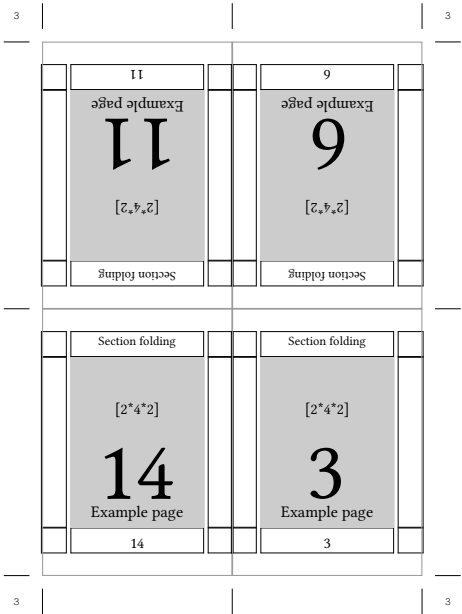 3
3
Section folding
[2*4*2]
11
Example page
11
Section folding
[2*4*2]
6
Example page
6
Section folding
[2*4*2]
14
Example page
14
Section folding
[2*4*2]
3
Example page
3
3
3